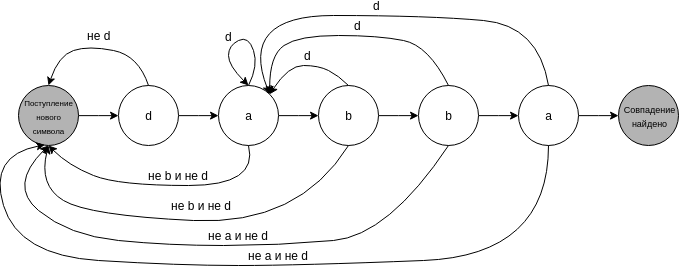 d
d
не d
d
d
Поступление
нового
символа
d
a
b
b
a
Совпадение
найдено
не b и не d
не b и не d
не a и не d
не a и не d